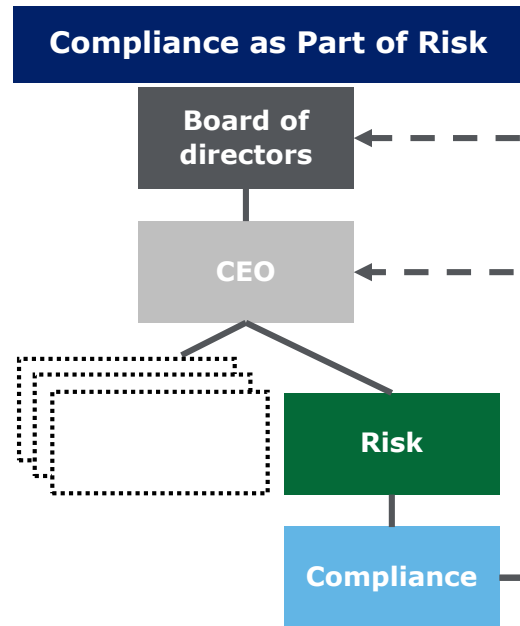 Compliance as Part of Risk
Board of
directors
CEO
Risk
Compliance